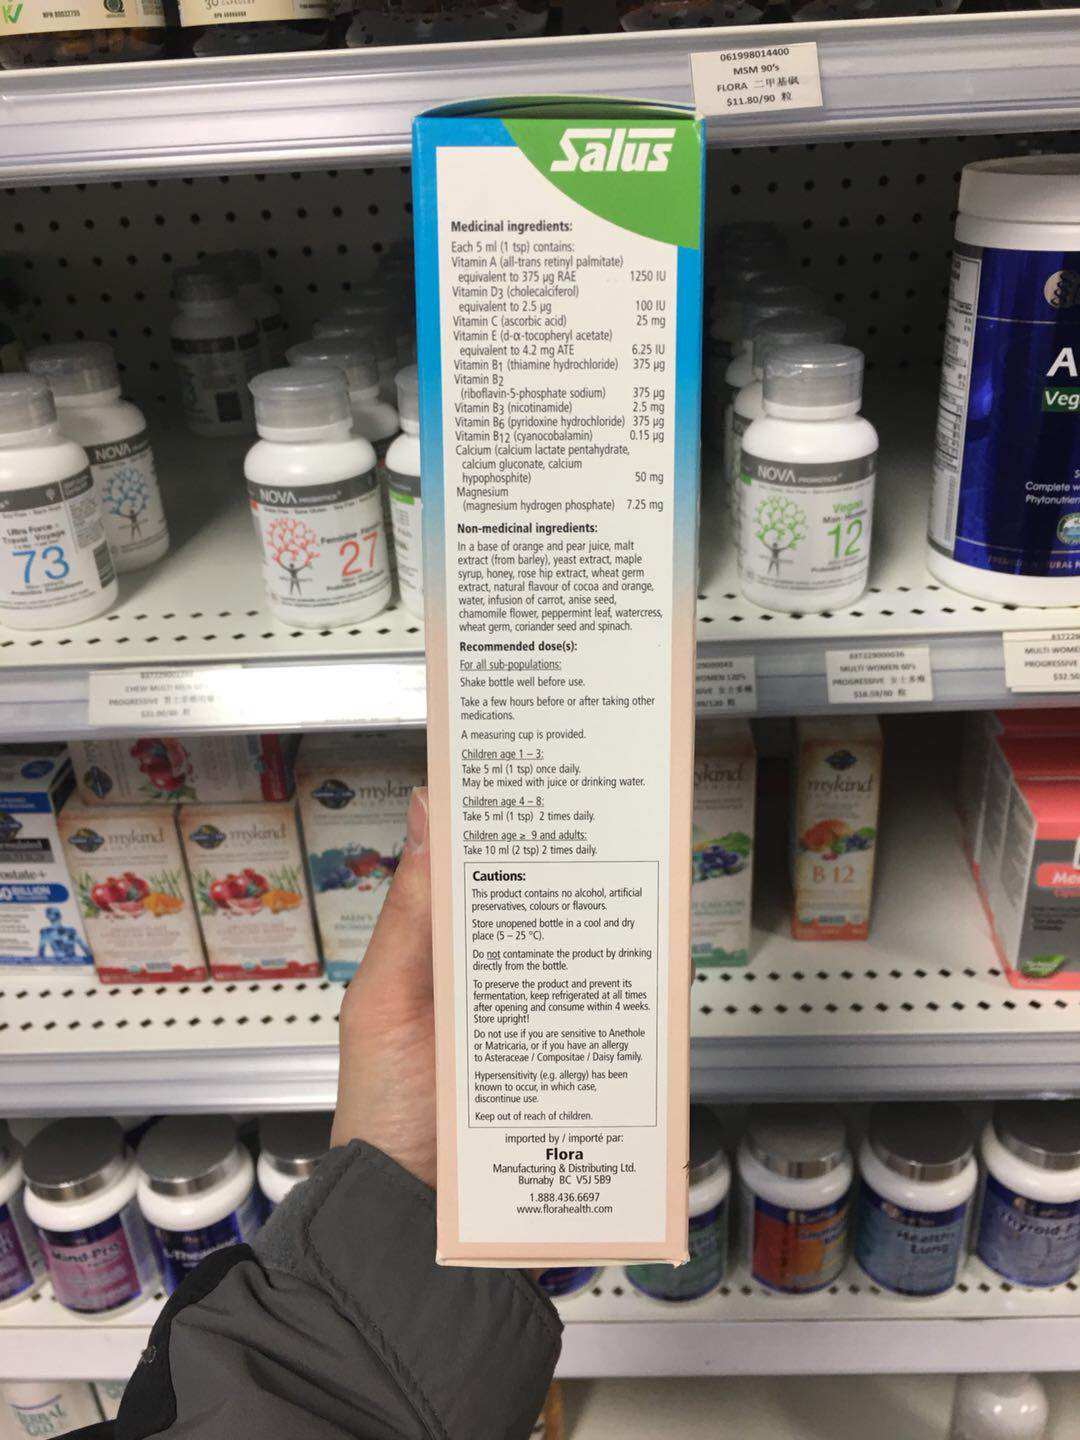 061998014400
MSM 90's
FLORA 二甲基砜
$11.80/90 粒
Salus
Medicinal ingredients:
Each 5 ml (1 tsp) contains:
Vitamin A (all-trans retinyl palmitate)
equivalent to 375 µg RAE 1250 IU
Vitamin D3 (cholecalciferol)
equivalent to 2.5 µg 100 IU
Vitamin C (ascorbic acid) 25 mg
Vitamin E (d-α-tocopheryl acetate)
equivalent to 4.2 mg ATE 6.25 IU
Vitamin B1 (thiamine hydrochloride) 375 µg
Vitamin B2
(riboflavin-5-phosphate sodium) 375 µg
Vitamin B3 (nicotinamide) 2.5 mg
Vitamin B6 (pyridoxine hydrochloride) 375 µg
Vitamin B12 (cyanocobalamin) 0.15 µg
Calcium (calcium lactate pentahydrate,
calcium gluconate, calcium
hypophosphite) 50 mg
Magnesium
(magnesium hydrogen phosphate) 7.25 mg
Non-medicinal ingredients:
In a base of orange and pear juice, malt
extract (from barley), yeast extract, maple
syrup, honey, rose hip extract, wheat germ
extract, natural flavour of cocoa and orange,
water, infusion of carrot, anise seed,
chamomile flower, peppermint leaf, watercress,
wheat germ, coriander seed and spinach.
Recommended dose(s):
For all sub-populations:
Shake bottle well before use.
Take a few hours before or after taking other
medications.
A measuring cup is provided.
Children age 1 – 3:
Take 5 ml (1 tsp) once daily.
May be mixed with juice or drinking water.
Children age 4 – 8:
Take 5 ml (1 tsp) 2 times daily.
Children age ≥ 9 and adults:
Take 10 ml (2 tsp) 2 times daily.
Cautions:
This product contains no alcohol, artificial
preservatives, colours or flavours.
Store unopened bottle in a cool and dry
place (5 – 25 °C).
Do not contaminate the product by drinking
directly from the bottle.
To preserve the product and prevent its
fermentation, keep refrigerated at all times
after opening and consume within 4 weeks.
Store upright!
Do not use if you are sensitive to Anethole
or Matricaria, or if you have an allergy
to Asteraceae / Compositae / Daisy family.
Hypersensitivity (e.g. allergy) has been
known to occur, in which case,
discontinue use.
Keep out of reach of children.
imported by / importé par:
Flora
Manufacturing & Distributing Ltd.
Burnaby BC V5J 5B9
1.888.436.6697
www.florahealth.com
NOVA
73
NOVA
Feminine
27
NOVA
Vegan
12
Complete
MULTI WOMEN 60's
PROGRESSIVE
mykind
mykind
mykind
mykind
B 12